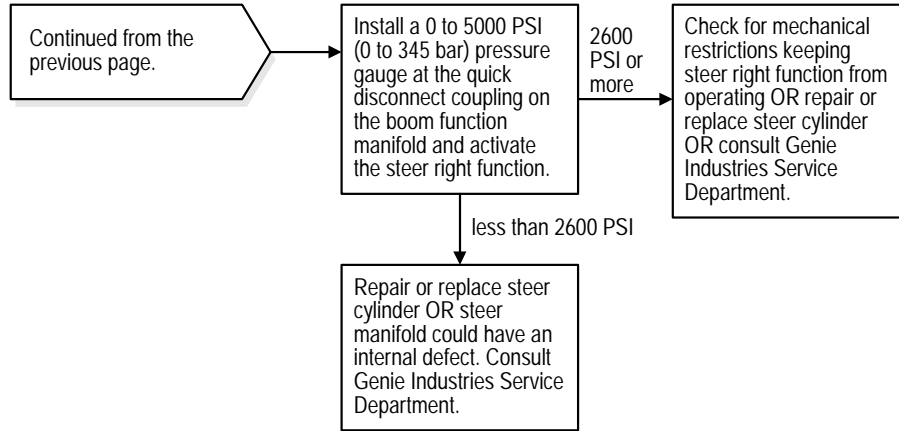 Continued from the
previous page.
Install a 0 to 5000 PSI
(0 to 345 bar) pressure
gauge at the quick
disconnect coupling on
the boom function
manifold and activate
the steer right function.
2600
PSI or
more
Check for mechanical
restrictions keeping
steer right function from
operating OR repair or
replace steer cylinder
OR consult Genie
Industries Service
Department.
less than 2600 PSI
Repair or replace steer
cylinder OR steer
manifold could have an
internal defect. Consult
Genie Industries Service
Department.